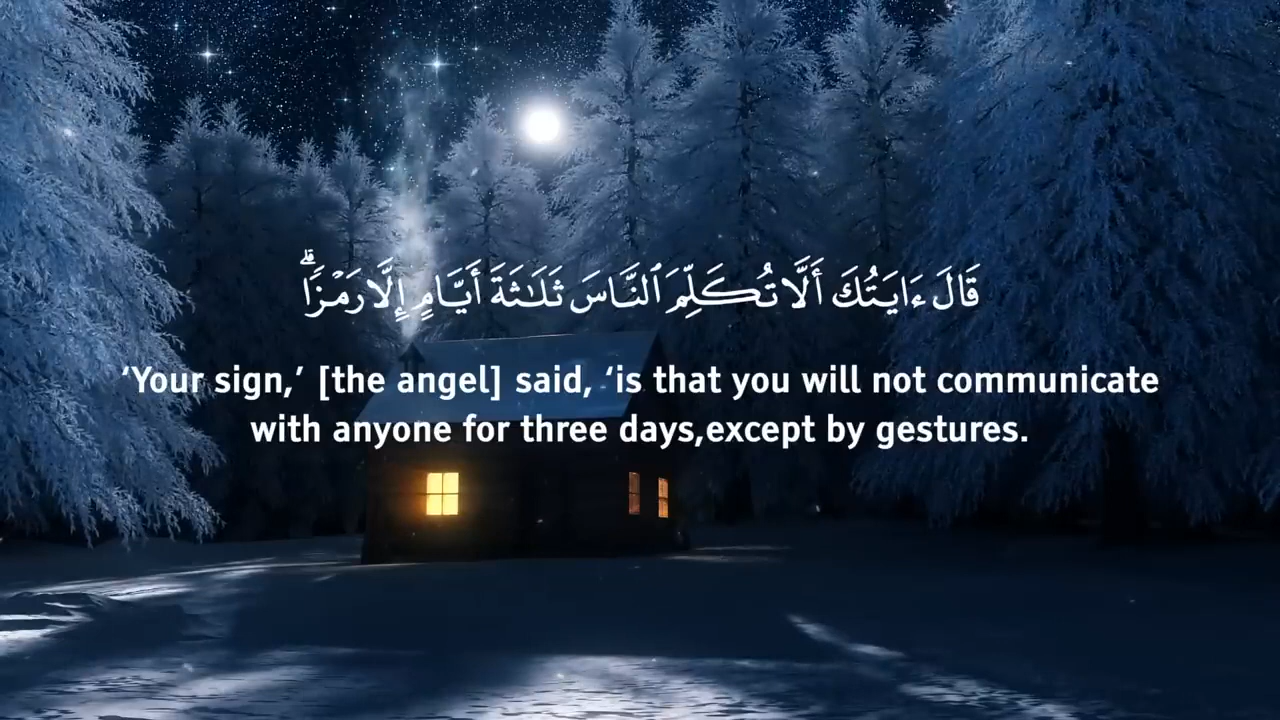 قَالَ ءَايَتُكَ أَلَّا تُكَلِّمَ ٱلنَّاسَ ثَلَـٰثَةَ أَيَّامٍ إِلَّا رَمْزًۭا ۗ
‘Your sign,’ [the angel] said, ‘is that you will not communicate
with anyone for three days,except by gestures.